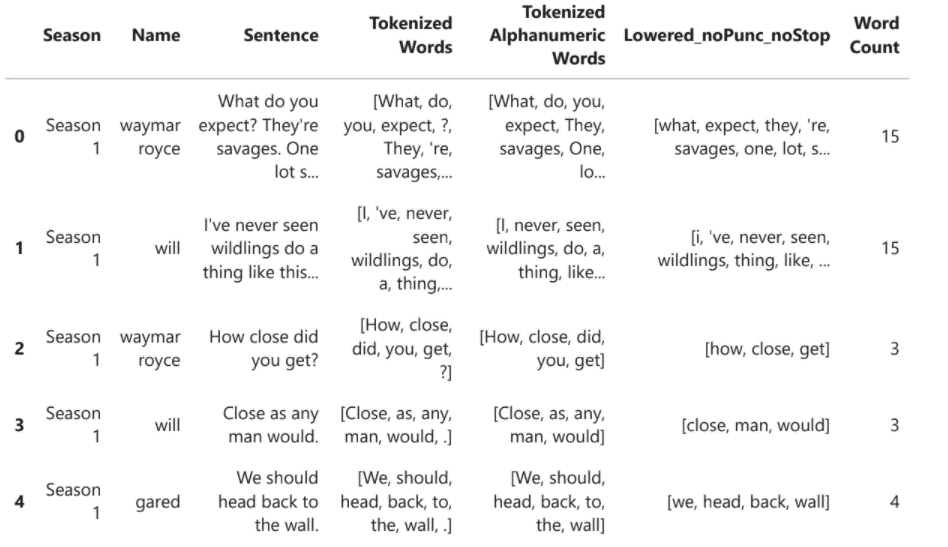 Season Name Sentence Tokenized Words Tokenized Alphanumeric Words Lowered_noPunc_noStop Word Count
0 Season 1 waymar royce What do you expect? They're savages. One lot s... [What, do, you, expect, ?, They, 're, savages,... [What, do, you, expect, They, savages, One, lo... [what, expect, they, 're, savages, one, lot, s... 15
1 Season 1 will I've never seen wildlings do a thing like this... [I, 've, never, seen, wildlings, do, a, thing,... [I, never, seen, wildlings, do, a, thing, like... [i, 've, never, seen, wildlings, thing, like, ... 15
2 Season 1 waymar royce How close did you get? [How, close, did, you, get, ?] [How, close, did, you, get] [how, close, get] 3
3 Season 1 will Close as any man would. [Close, as, any, man, would, .] [Close, as, any, man, would] [close, man, would] 3
4 Season 1 gared We should head back to the wall. [We, should, head, back, to, the, wall, .] [We, should, head, back, to, the, wall] [we, head, back, wall] 4